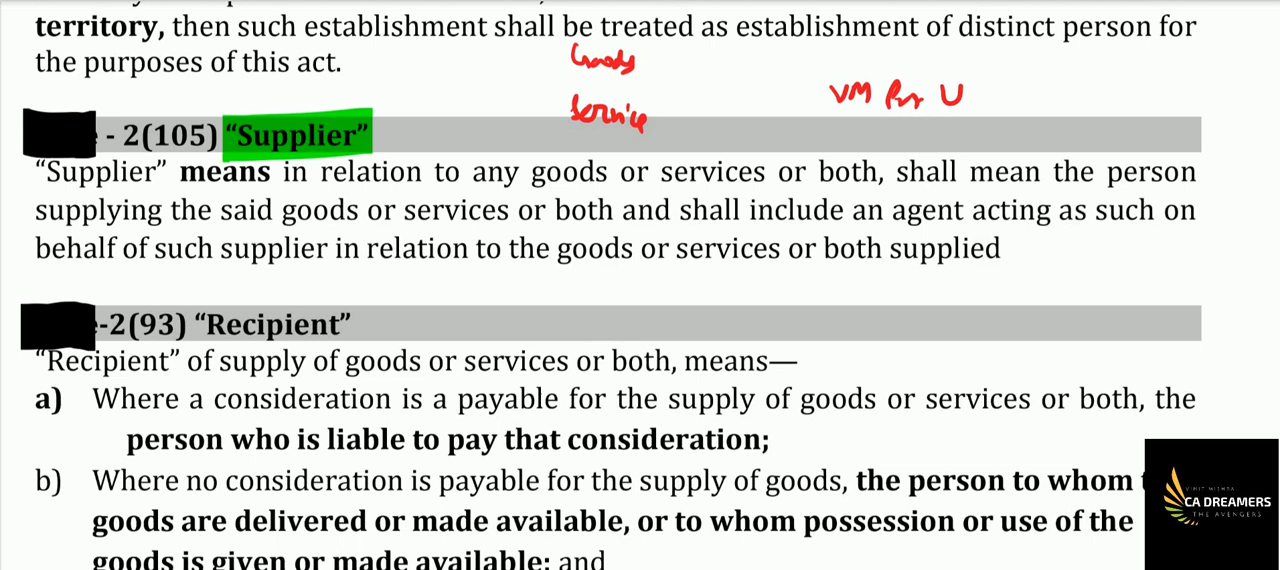 territory, then such establishment shall be treated as establishment of distinct person for
the purposes of this act.
Goods
Service
VM Pvt U
- 2(105) “Supplier”
“Supplier” means in relation to any goods or services or both, shall mean the person
supplying the said goods or services or both and shall include an agent acting as such on
behalf of such supplier in relation to the goods or services or both supplied
-2(93) “Recipient”
“Recipient” of supply of goods or services or both, means—
a) Where a consideration is a payable for the supply of goods or services or both, the
person who is liable to pay that consideration;
b) Where no consideration is payable for the supply of goods, the person to whom
goods are delivered or made available, or to whom possession or use of the
goods is given or made available; and
CA DREAMERS
THE AVENGERS